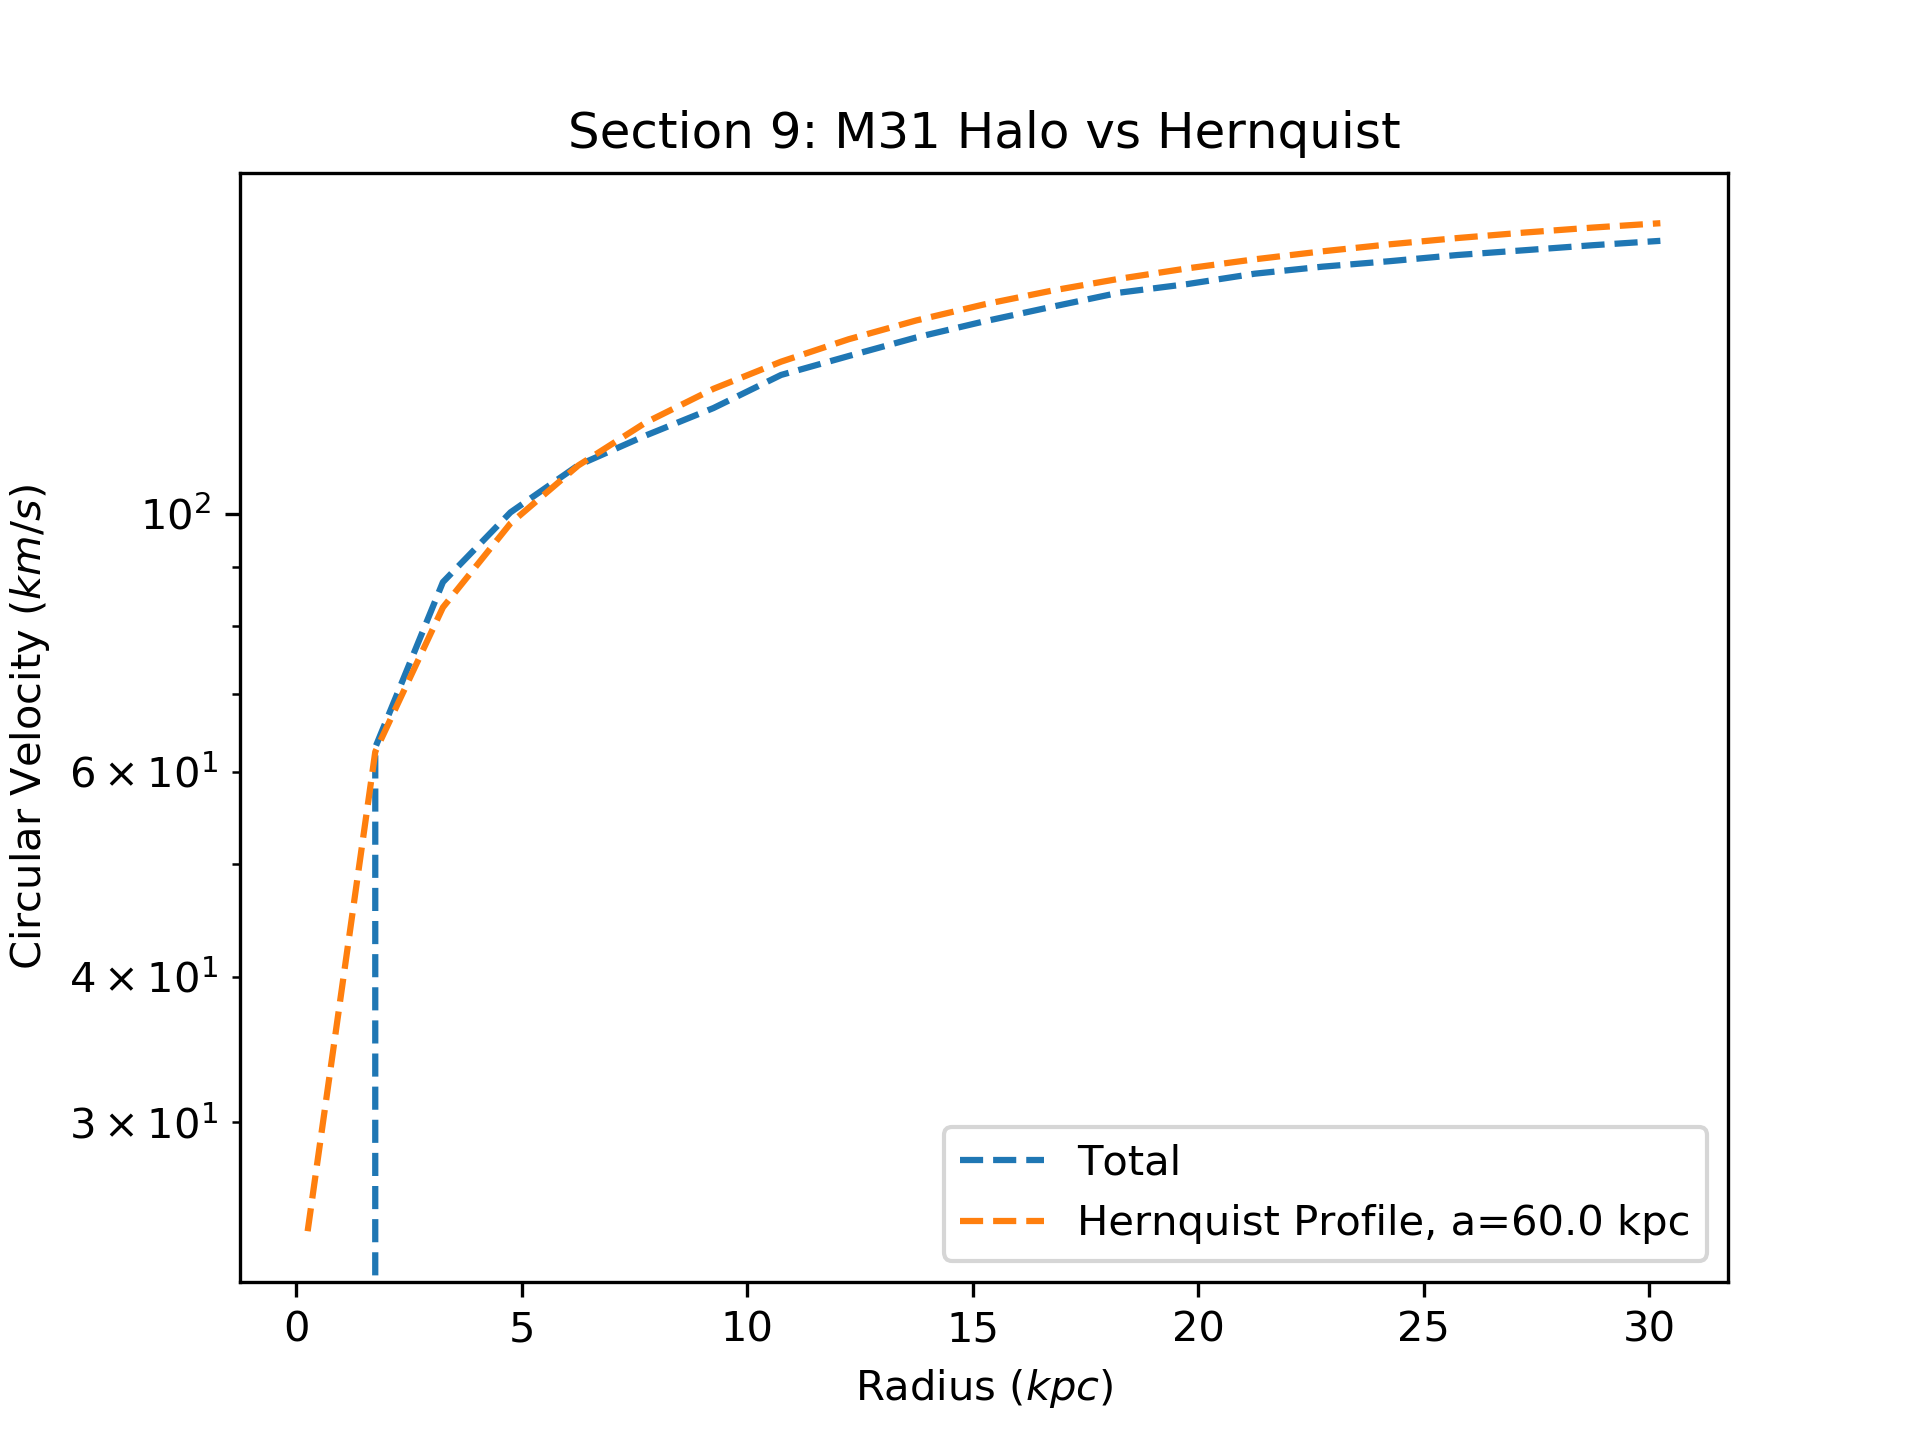 Section 9: M31 Halo vs Hernquist
Circular Velocity (km/s)
10²
6×10¹
4×10¹
3×10¹
Total
Hernquist Profile, a=60.0 kpc
0 5 10 15 20 25 30
Radius (kpc)